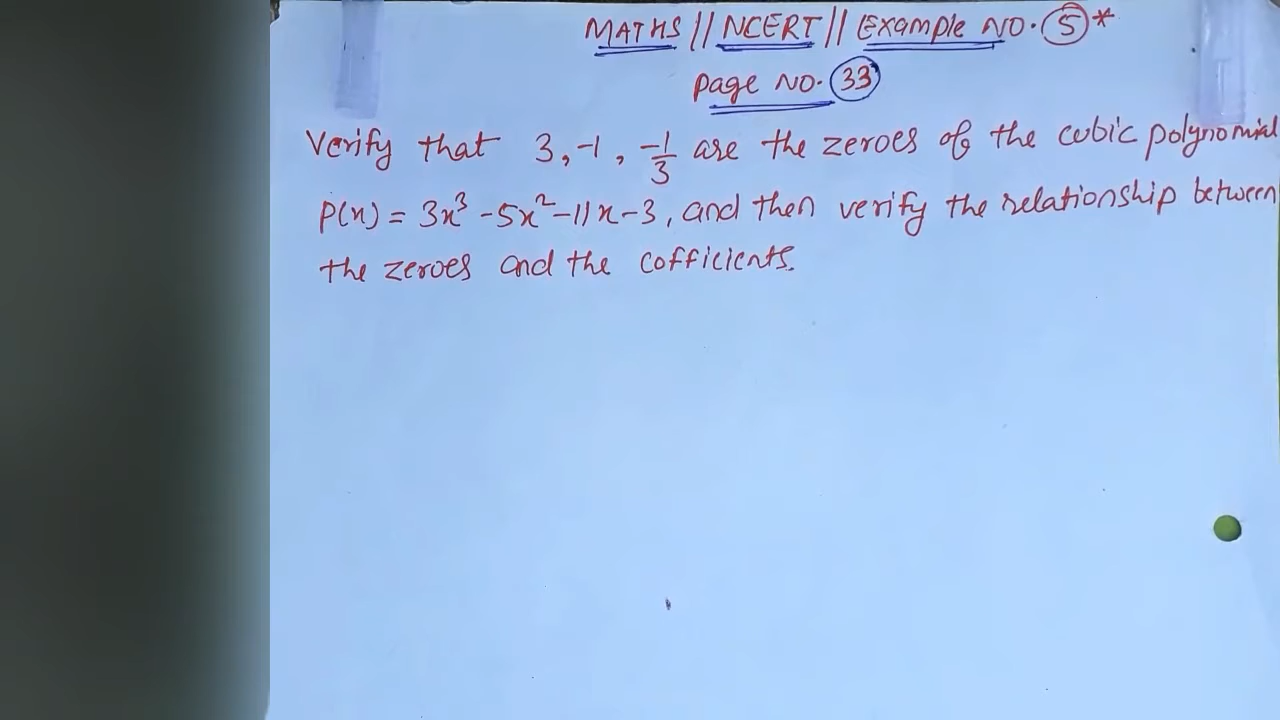 MATHS || NCERT || Example NO. 5*
Page NO. 33
Verify that 3, -1, -1/3 are the zeroes of the cubic polynomial
P(x) = 3x³ -5x² -11x -3, and then verify the relationship between
the zeroes and the cofficients.